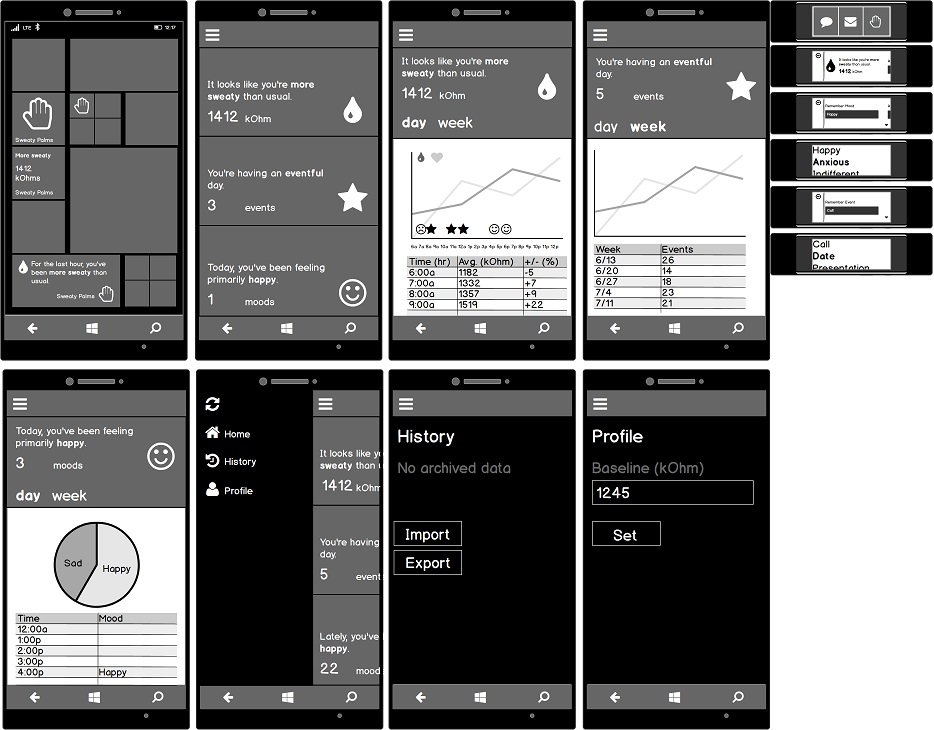 LTE
12:17
Sweaty Palms
More sweaty
1412
kOhms
Sweaty Palms
For the last hour, you've
been more sweaty than
usual.
Sweaty Palms
It looks like you're more
sweaty than usual.
1412 kOhm
You're having an eventful
day.
3 events
Today, you've been feeling
primarily happy.
1 moods
It looks like you're more
sweaty than usual.
1412 kOhm
day week
6a 7a 8a 9a 10a 11a 12a 1p 2p 3p 4p 5p 6p 7p 8p 9p 10p 11p 12p
Time (hr) Avg. (kOhm) +/- (%)
6:00a 1182 -5
7:00a 1332 +7
8:00a 1357 +9
9:00a 1519 +22
You're having an eventful
day.
5 events
day week
Week Events
6/13 26
6/20 14
6/27 18
7/4 23
7/11 21
It looks like you're more
sweaty than usual.
1412 kOhm
Remember Mood
Happy
Happy
Anxious
Indifferent
Remember Event
Call
Call
Date
Presentation
Today, you've been feeling
primarily happy.
3 moods
day week
Sad
Happy
Time Mood
12:00a
1:00p
2:00p
3:00p
4:00p Happy
Home
History
Profile
It looks like yo
sweaty than u
1412 kOhm
You're having
day.
5 event
Lately, you've
happy.
22 mood
History
No archived data
Import
Export
Profile
Baseline (kOhm)
1245
Set